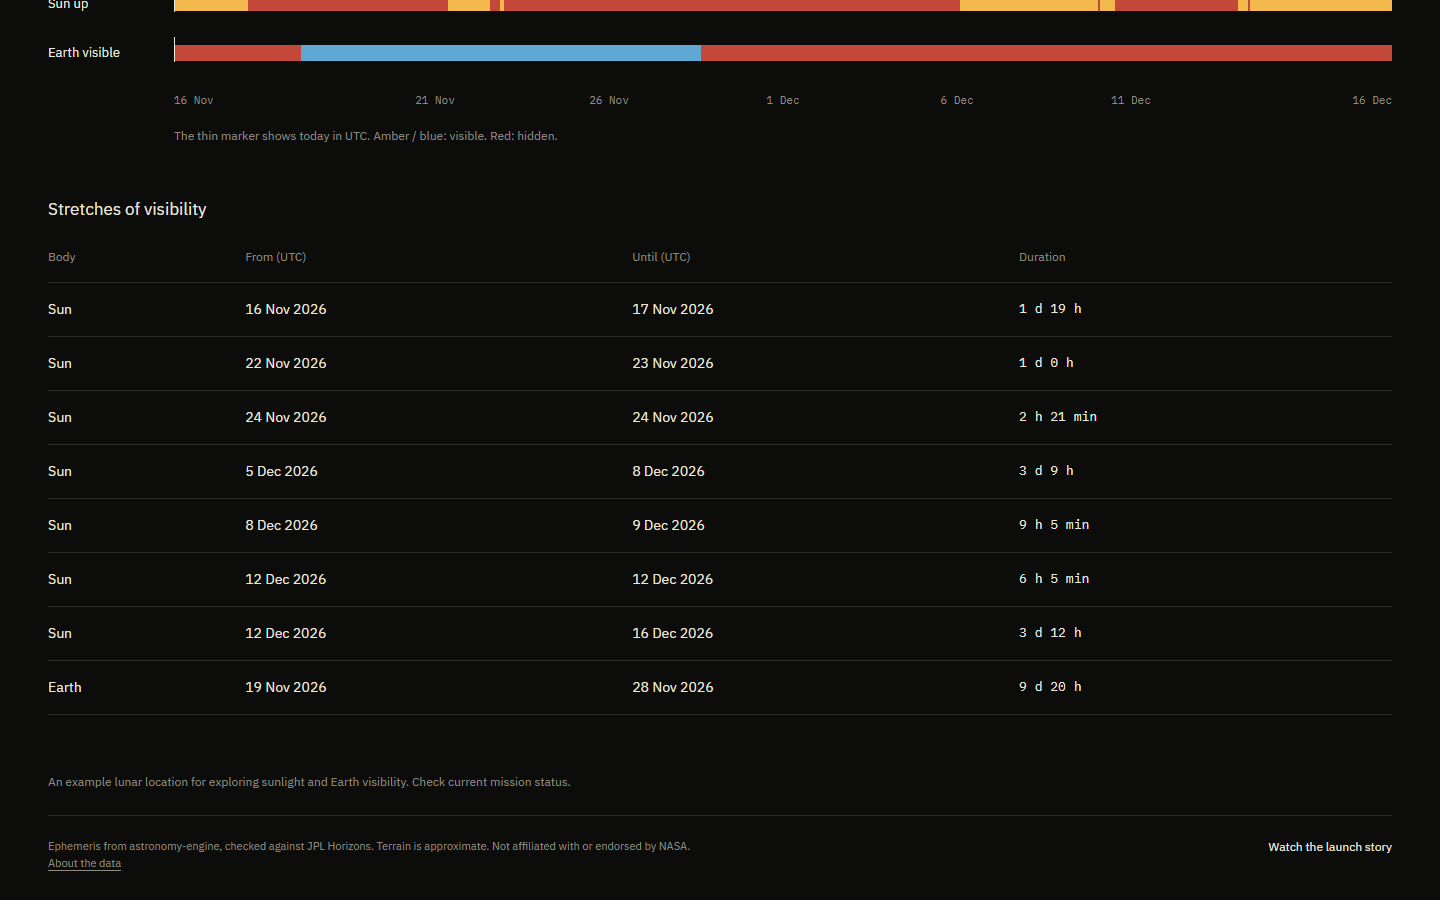 Sun up
Earth visible
16 Nov 21 Nov 26 Nov 1 Dec 6 Dec 11 Dec 16 Dec
The thin marker shows today in UTC. Amber / blue: visible. Red: hidden.
Stretches of visibility
Body From (UTC) Until (UTC) Duration
Sun 16 Nov 2026 17 Nov 2026 1 d 19 h
Sun 22 Nov 2026 23 Nov 2026 1 d 0 h
Sun 24 Nov 2026 24 Nov 2026 2 h 21 min
Sun 5 Dec 2026 8 Dec 2026 3 d 9 h
Sun 8 Dec 2026 9 Dec 2026 9 h 5 min
Sun 12 Dec 2026 12 Dec 2026 6 h 5 min
Sun 12 Dec 2026 16 Dec 2026 3 d 12 h
Earth 19 Nov 2026 28 Nov 2026 9 d 20 h
An example lunar location for exploring sunlight and Earth visibility. Check current mission status.
Ephemeris from astronomy-engine, checked against JPL Horizons. Terrain is approximate. Not affiliated with or endorsed by NASA.
About the data
Watch the launch story